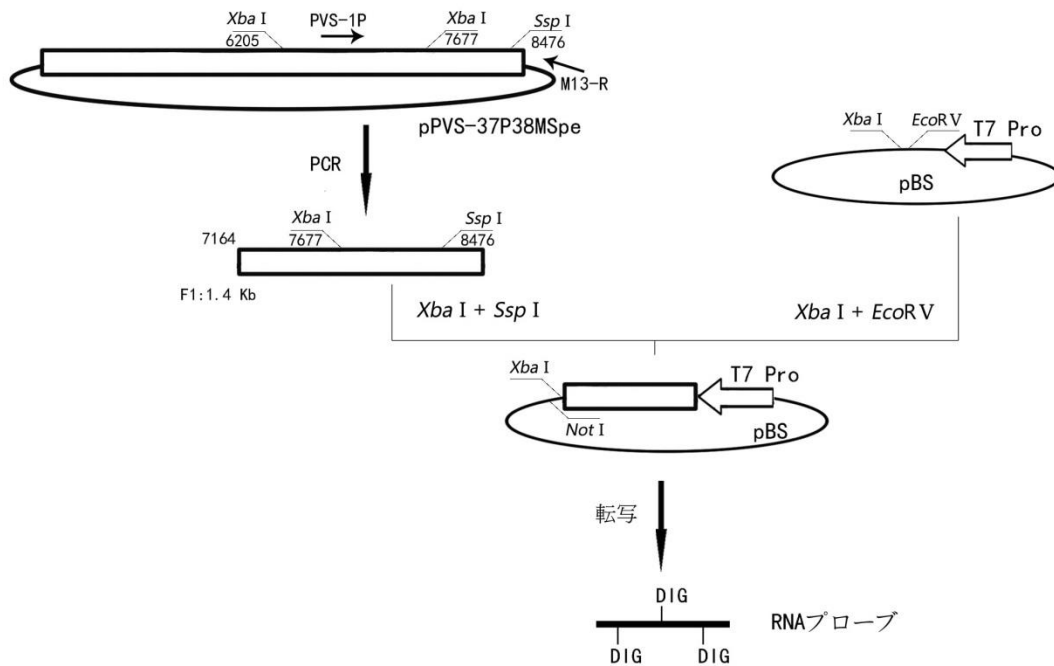 Xba I
PVS-1P
Xba I
Ssp I
6205
7677
8476
M13-R
pPVS-37P38MSpe
Xba I
EcoRV
T7 Pro
pBS
PCR
Xba I
Ssp I
7164
7677
8476
F1:1.4 Kb
Xba I + Ssp I
Xba I + EcoRV
Xba I
T7 Pro
Not I
pBS
転写
DIG
RNAプローブ
DIG
DIG